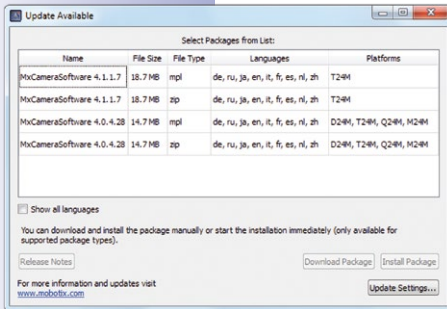 Update Available
Select Packages from List:
Name File Size File Type Languages Platforms
MxCameraSoftware 4.1.1.7 18.7 MB mpl de, ru, ja, en, it, fr, es, nl, zh T24M
MxCameraSoftware 4.1.1.7 18.7 MB zip de, ru, ja, en, it, fr, es, nl, zh T24M
MxCameraSoftware 4.0.4.28 14.7 MB mpl de, ru, ja, en, it, fr, es, nl, zh D24M, T24M, Q24M, M24M
MxCameraSoftware 4.0.4.28 14.7 MB zip de, ru, ja, en, it, fr, es, nl, zh D24M, T24M, Q24M, M24M
Show all languages
You can download and install the package manually or start the installation immediately (only available for
supported package types).
Release Notes Download Package Install Package
For more information and updates visit
www.mobotix.com Update Settings...